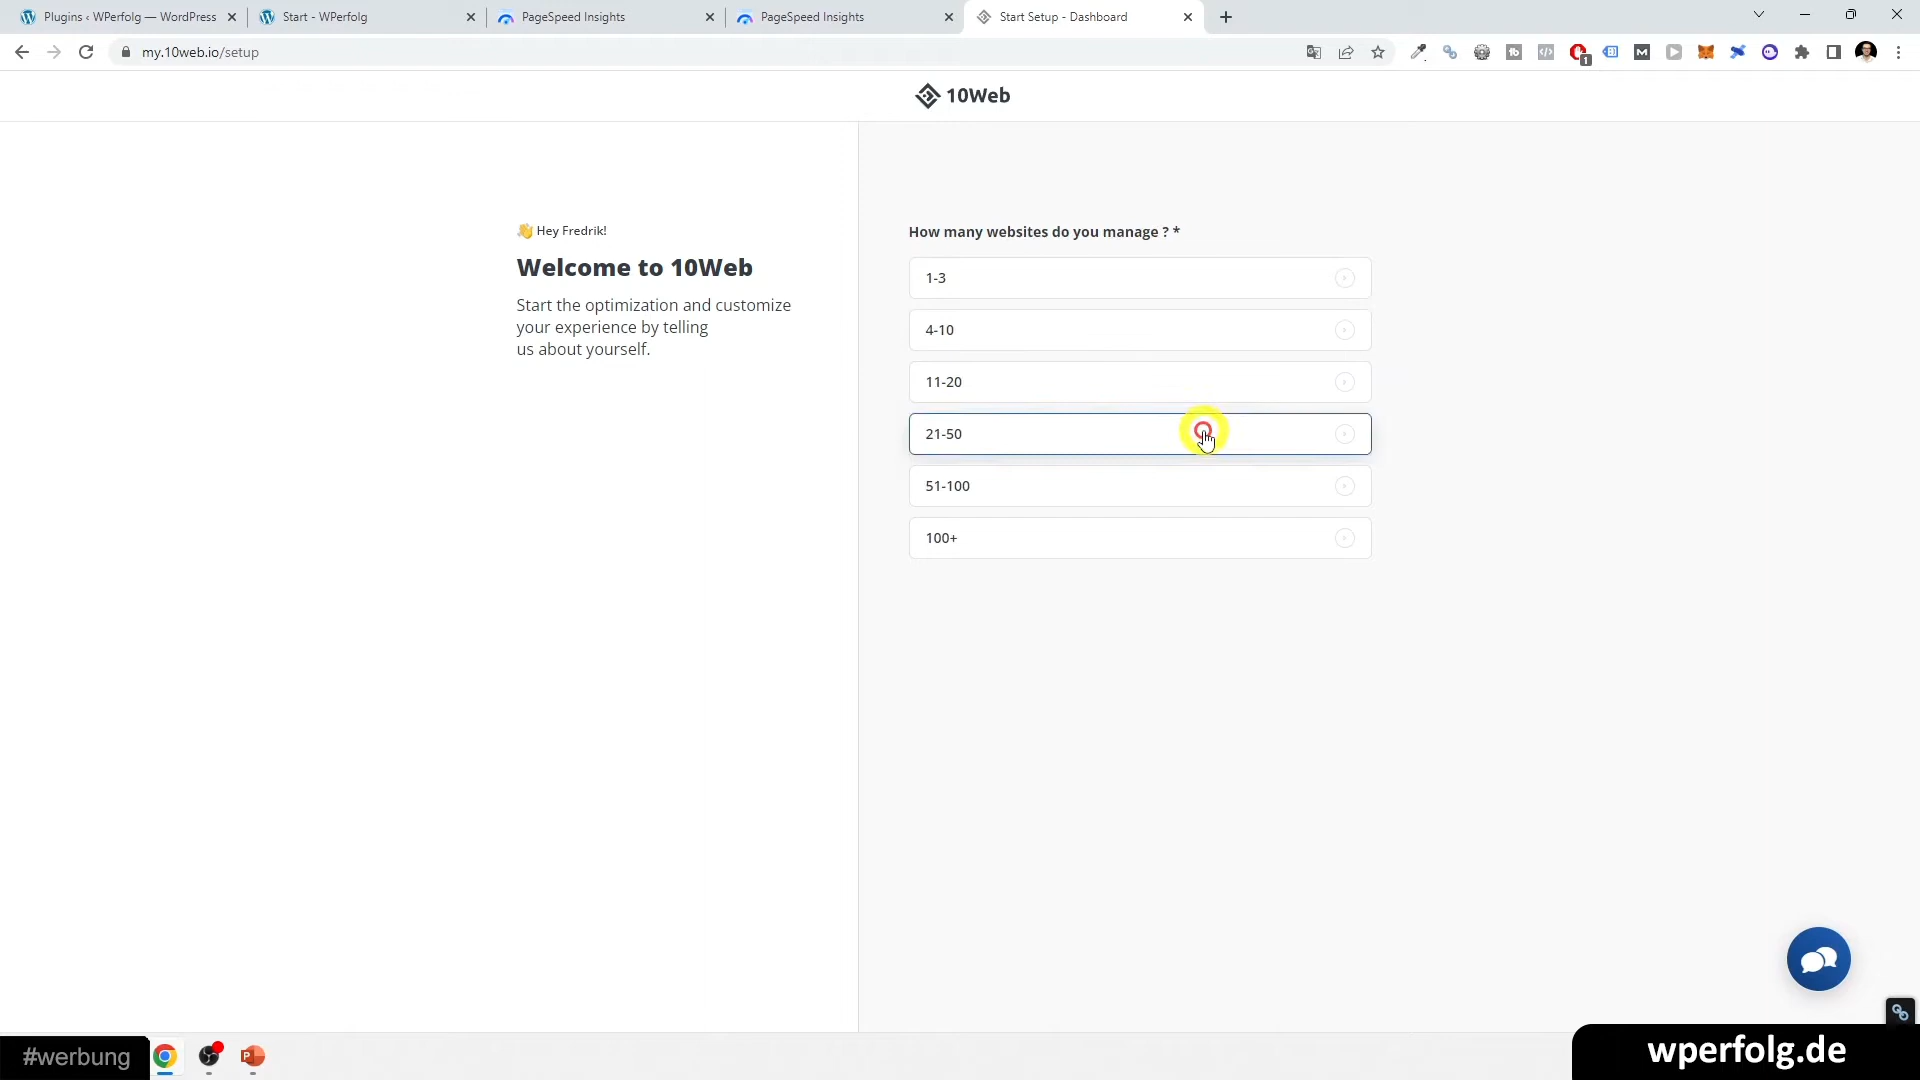 Plugins ‹ WPerfolg — WordPress
Start - WPerfolg
PageSpeed Insights
PageSpeed Insights
Start Setup - Dashboard
my.10web.io/setup
1
10Web
Hey Fredrik!
Welcome to 10Web
Start the optimization and customize
your experience by telling
us about yourself.
How many websites do you manage ? *
1-3
4-10
11-20
21-50
51-100
100+
#werbung
wperfolg.de